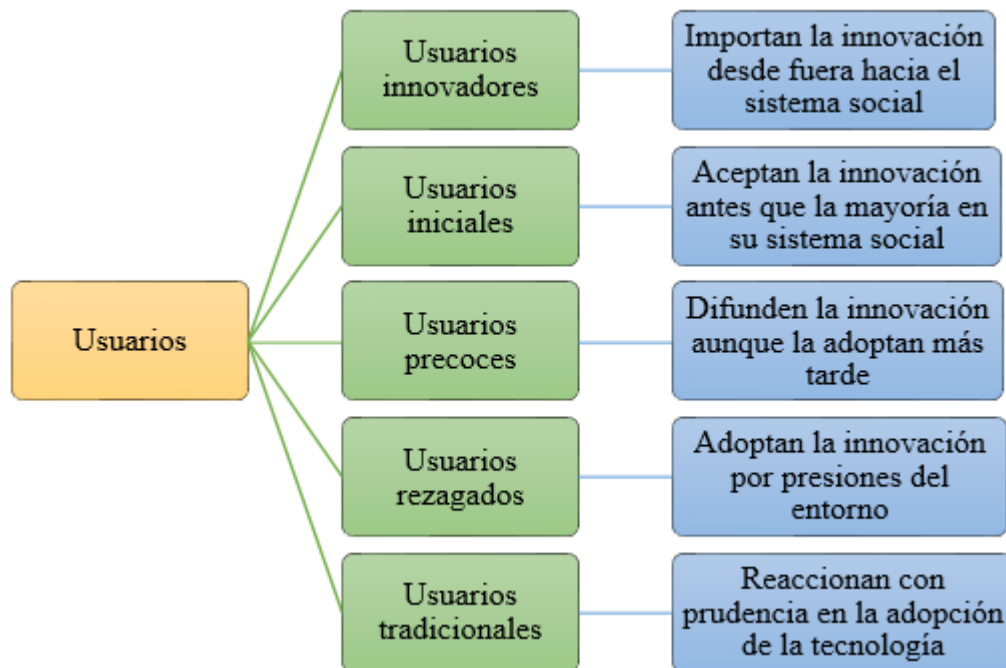 Usuarios
Usuarios
innovadores
Importan la innovación
desde fuera hacia el
sistema social
Usuarios
iniciales
Aceptan la innovación
antes que la mayoría en
su sistema social
Usuarios
precoces
Difunden la innovación
aunque la adoptan más
tarde
Usuarios
rezagados
Adoptan la innovación
por presiones del
entorno
Usuarios
tradicionales
Reaccionan con
prudencia en la adopción
de la tecnología